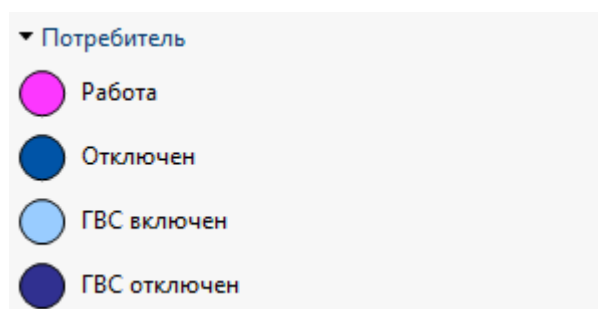 Потребитель
Работа
Отключен
ГВС включен
ГВС отключен